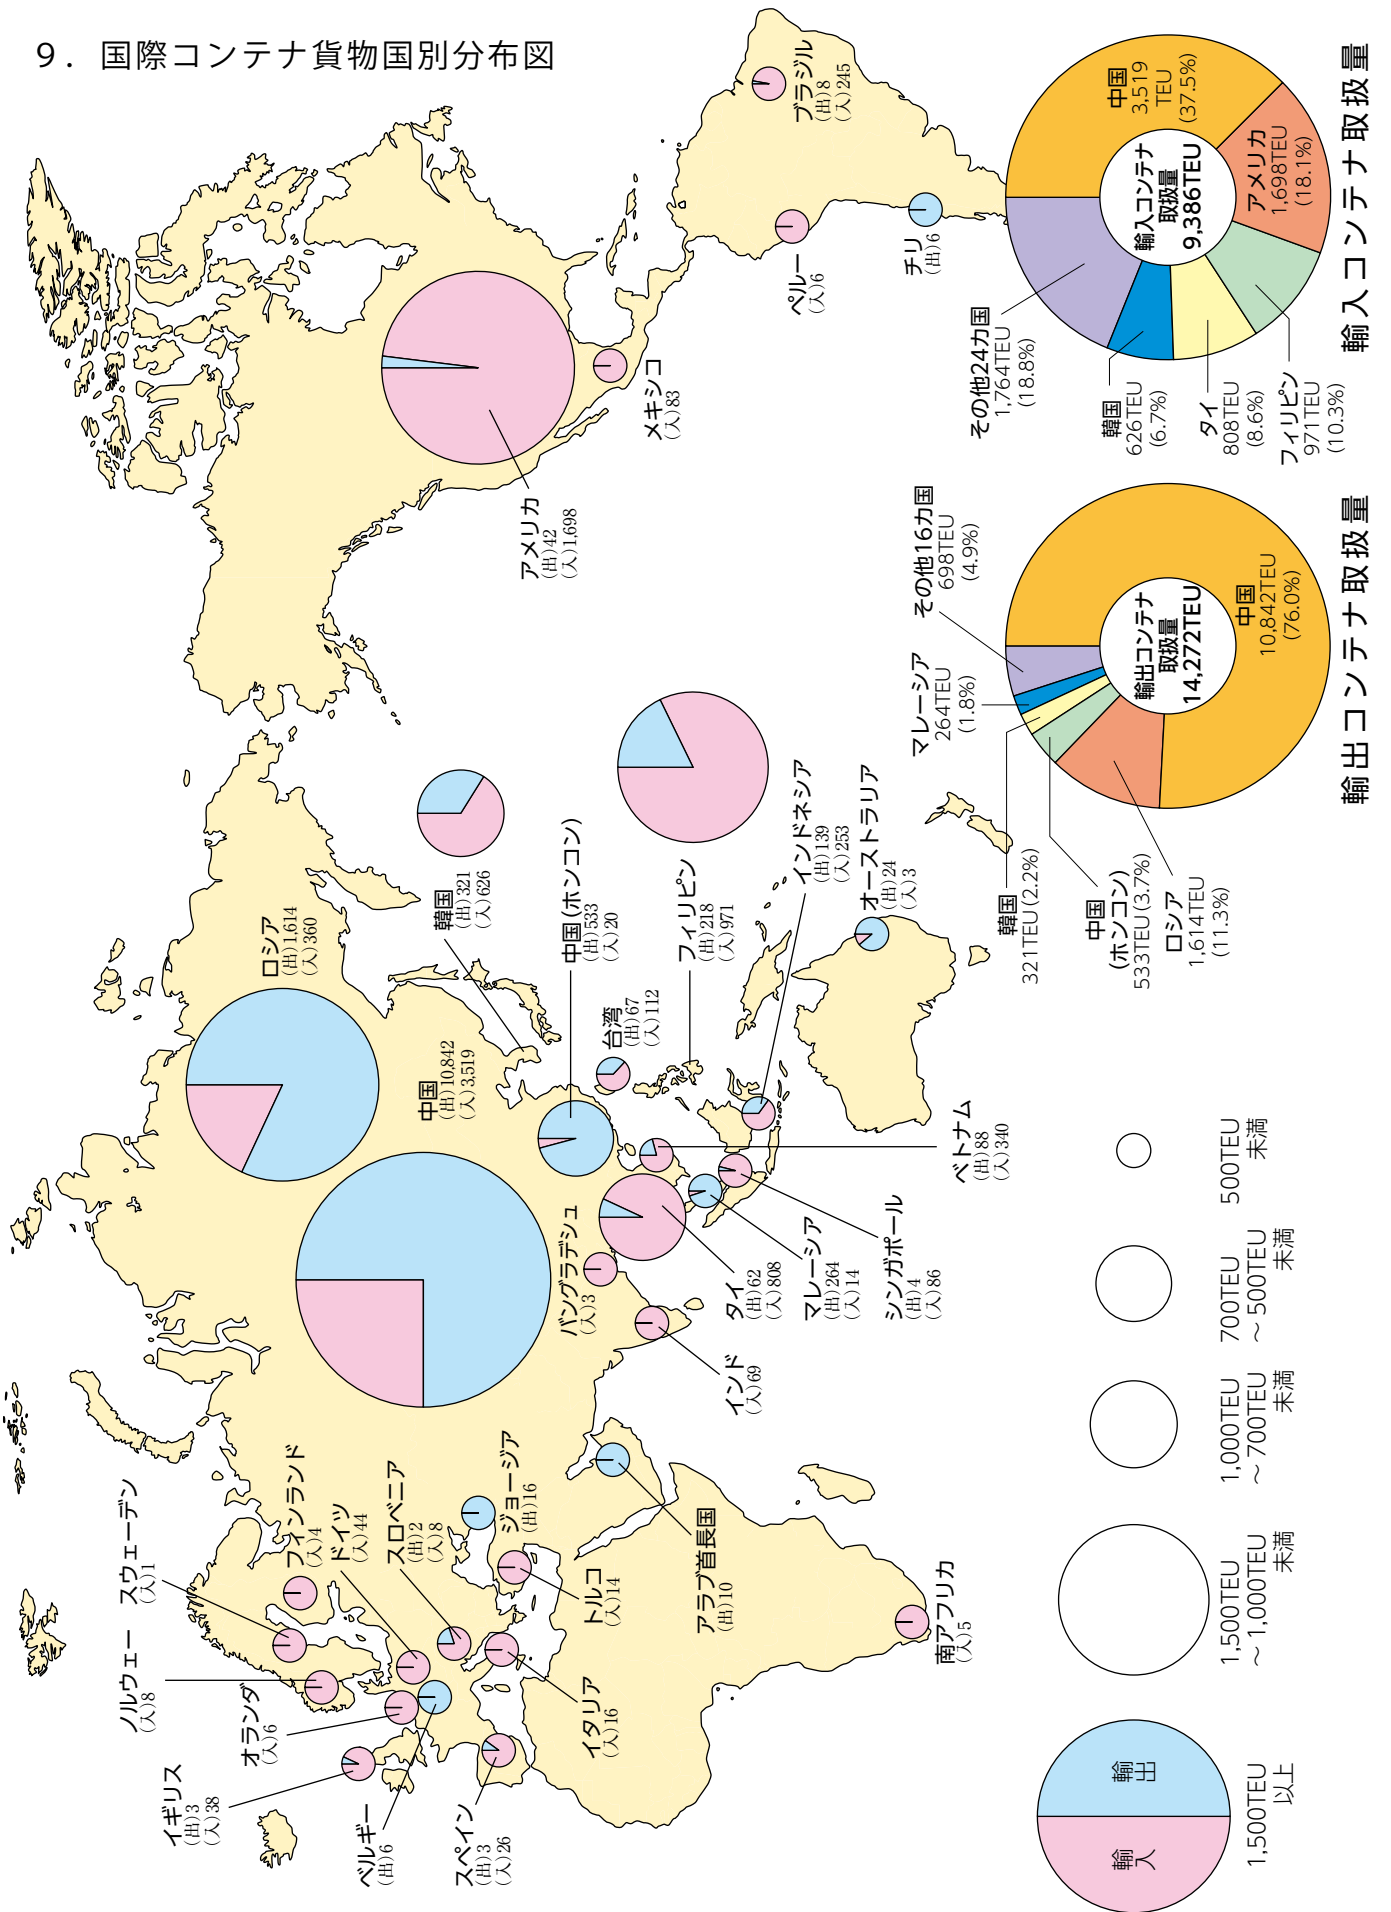 9．国際コンテナ貨物国別分布図
イギリス
(出)3
(入)38
ノルウェー
(入)8
スウェーデン
(入)1
フィンランド
(入)4
ドイツ
(入)44
オランダ
(入)6
スロベニア
(出)2
(入)8
ベルギー
(出)6
スペイン
(出)3
(入)26
イタリア
(入)16
トルコ
(入)14
ジョージア
(出)16
アラブ首長国
(出)10
南アフリカ
(入)5
ロシア
(出)1,614
(入)360
中国
(出)10,842
(入)3,519
韓国
(出)321
(入)626
中国(ホンコン)
(出)533
(入)20
台湾
(出)67
(入)112
フィリピン
(出)218
(入)971
バングラデシュ
(入)3
インド
(入)69
タイ
(出)62
(入)808
マレーシア
(出)264
(入)14
シンガポール
(出)4
(入)86
ベトナム
(出)88
(入)340
インドネシア
(出)139
(入)253
オーストラリア
(出)24
(入)3
アメリカ
(出)42
(入)1,698
メキシコ
(入)83
ペルー
(入)6
チリ
(出)6
ブラジル
(出)8
(入)245
輸入
輸出
1,500TEU
以上
1,500TEU
～1,000TEU
未満
1,000TEU
～700TEU
未満
700TEU
～500TEU
未満
500TEU
未満
輸出コンテナ
取扱量
14,272TEU
中国
10,842TEU
(76.0%)
ロシア
1,614TEU
(11.3%)
中国
(ホンコン)
533TEU(3.7%)
韓国
321TEU(2.2%)
マレーシア
264TEU
(1.8%)
その他16カ国
698TEU
(4.9%)
輸出コンテナ取扱量
輸入コンテナ
取扱量
9,386TEU
中国
3,519
TEU
(37.5%)
アメリカ
1,698TEU
(18.1%)
フィリピン
971TEU
(10.3%)
タイ
808TEU
(8.6%)
韓国
626TEU
(6.7%)
その他24カ国
1,764TEU
(18.8%)
輸入コンテナ取扱量